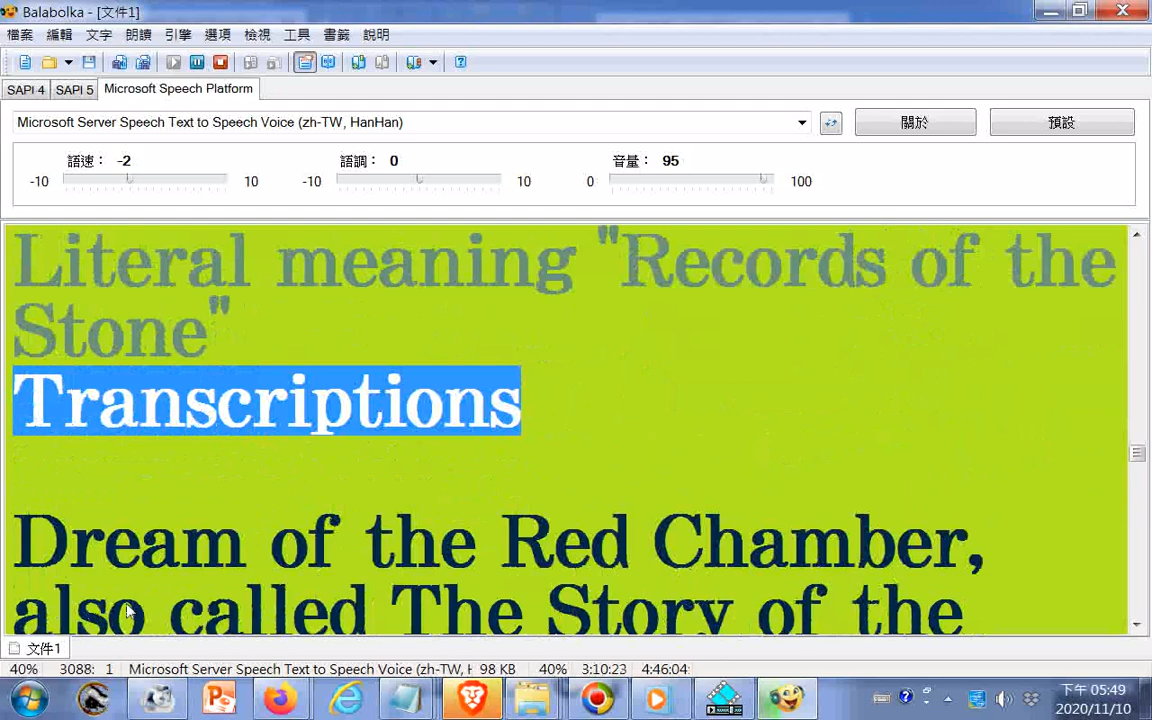 Balabolka - [文件1]
檔案 編輯 文字 朗讀 引擎 選項 檢視 工具 書籤 說明
SAPI 4 SAPI 5 Microsoft Speech Platform
Microsoft Server Speech Text to Speech Voice (zh-TW, HanHan) 關於 預設
語速： -2 語調： 0 音量： 95
-10 10 -10 10 0 100
Literal meaning "Records of the
Stone"
Transcriptions
Dream of the Red Chamber,
also called The Story of the
文件1
40% 3088: 1 Microsoft Server Speech Text to Speech Voice (zh-TW, H 98 KB 40% 3:10:23 4:46:04
下午 05:49
2020/11/10